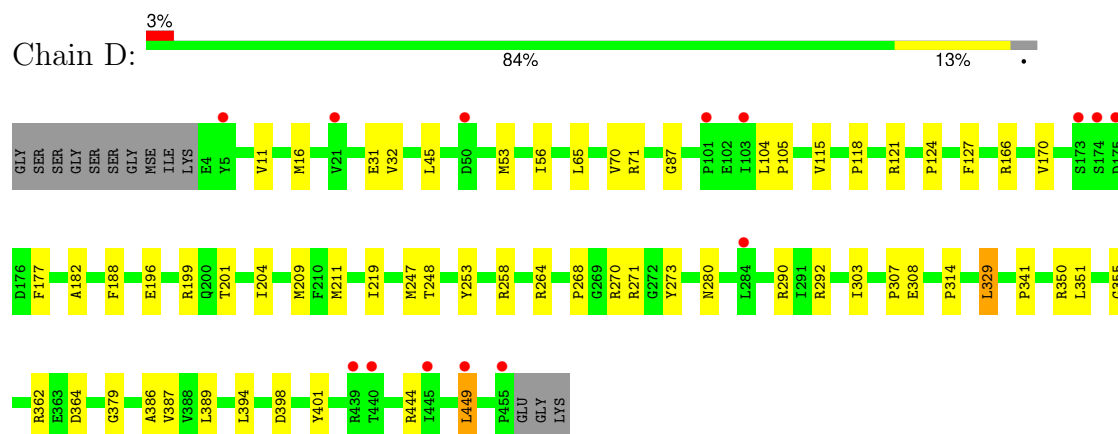 3%
Chain D:
84% 13% •
GLY SER SER GLY SER SER GLY MSE ILE LYS E4 Y5 V11 M16 V21 E31 V32 L45 D50 M53 I56 L65 V70 R71 G87 P101 E102 I103 L104 P105 V115 P118 R121 P124 F127 R166 V170 S173 S174 D175
D176 F177 A182 F188 E196 R199 Q200 T201 I204 M209 F210 M211 I219 M247 T248 Y253 R258 R264 P268 G269 R270 R271 G272 Y273 N280 L284 R290 I291 R292 I303 P307 E308 P314 L329 P341 R350 L351 G355
R362 E363 D364 G379 A386 V387 V388 L389 L394 D398 Y401 R439 T440 R444 I445 L449 P455 GLU GLY LYS